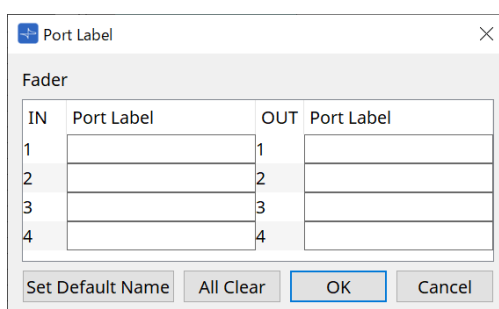 Port Label
Fader
IN Port Label OUT Port Label
1 1
2 2
3 3
4 4
Set Default Name All Clear OK Cancel